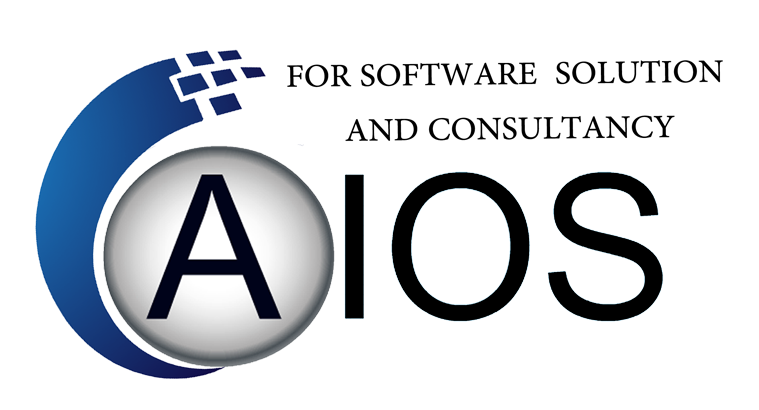 FOR SOFTWARE SOLUTION
AND CONSULTANCY
AIOS